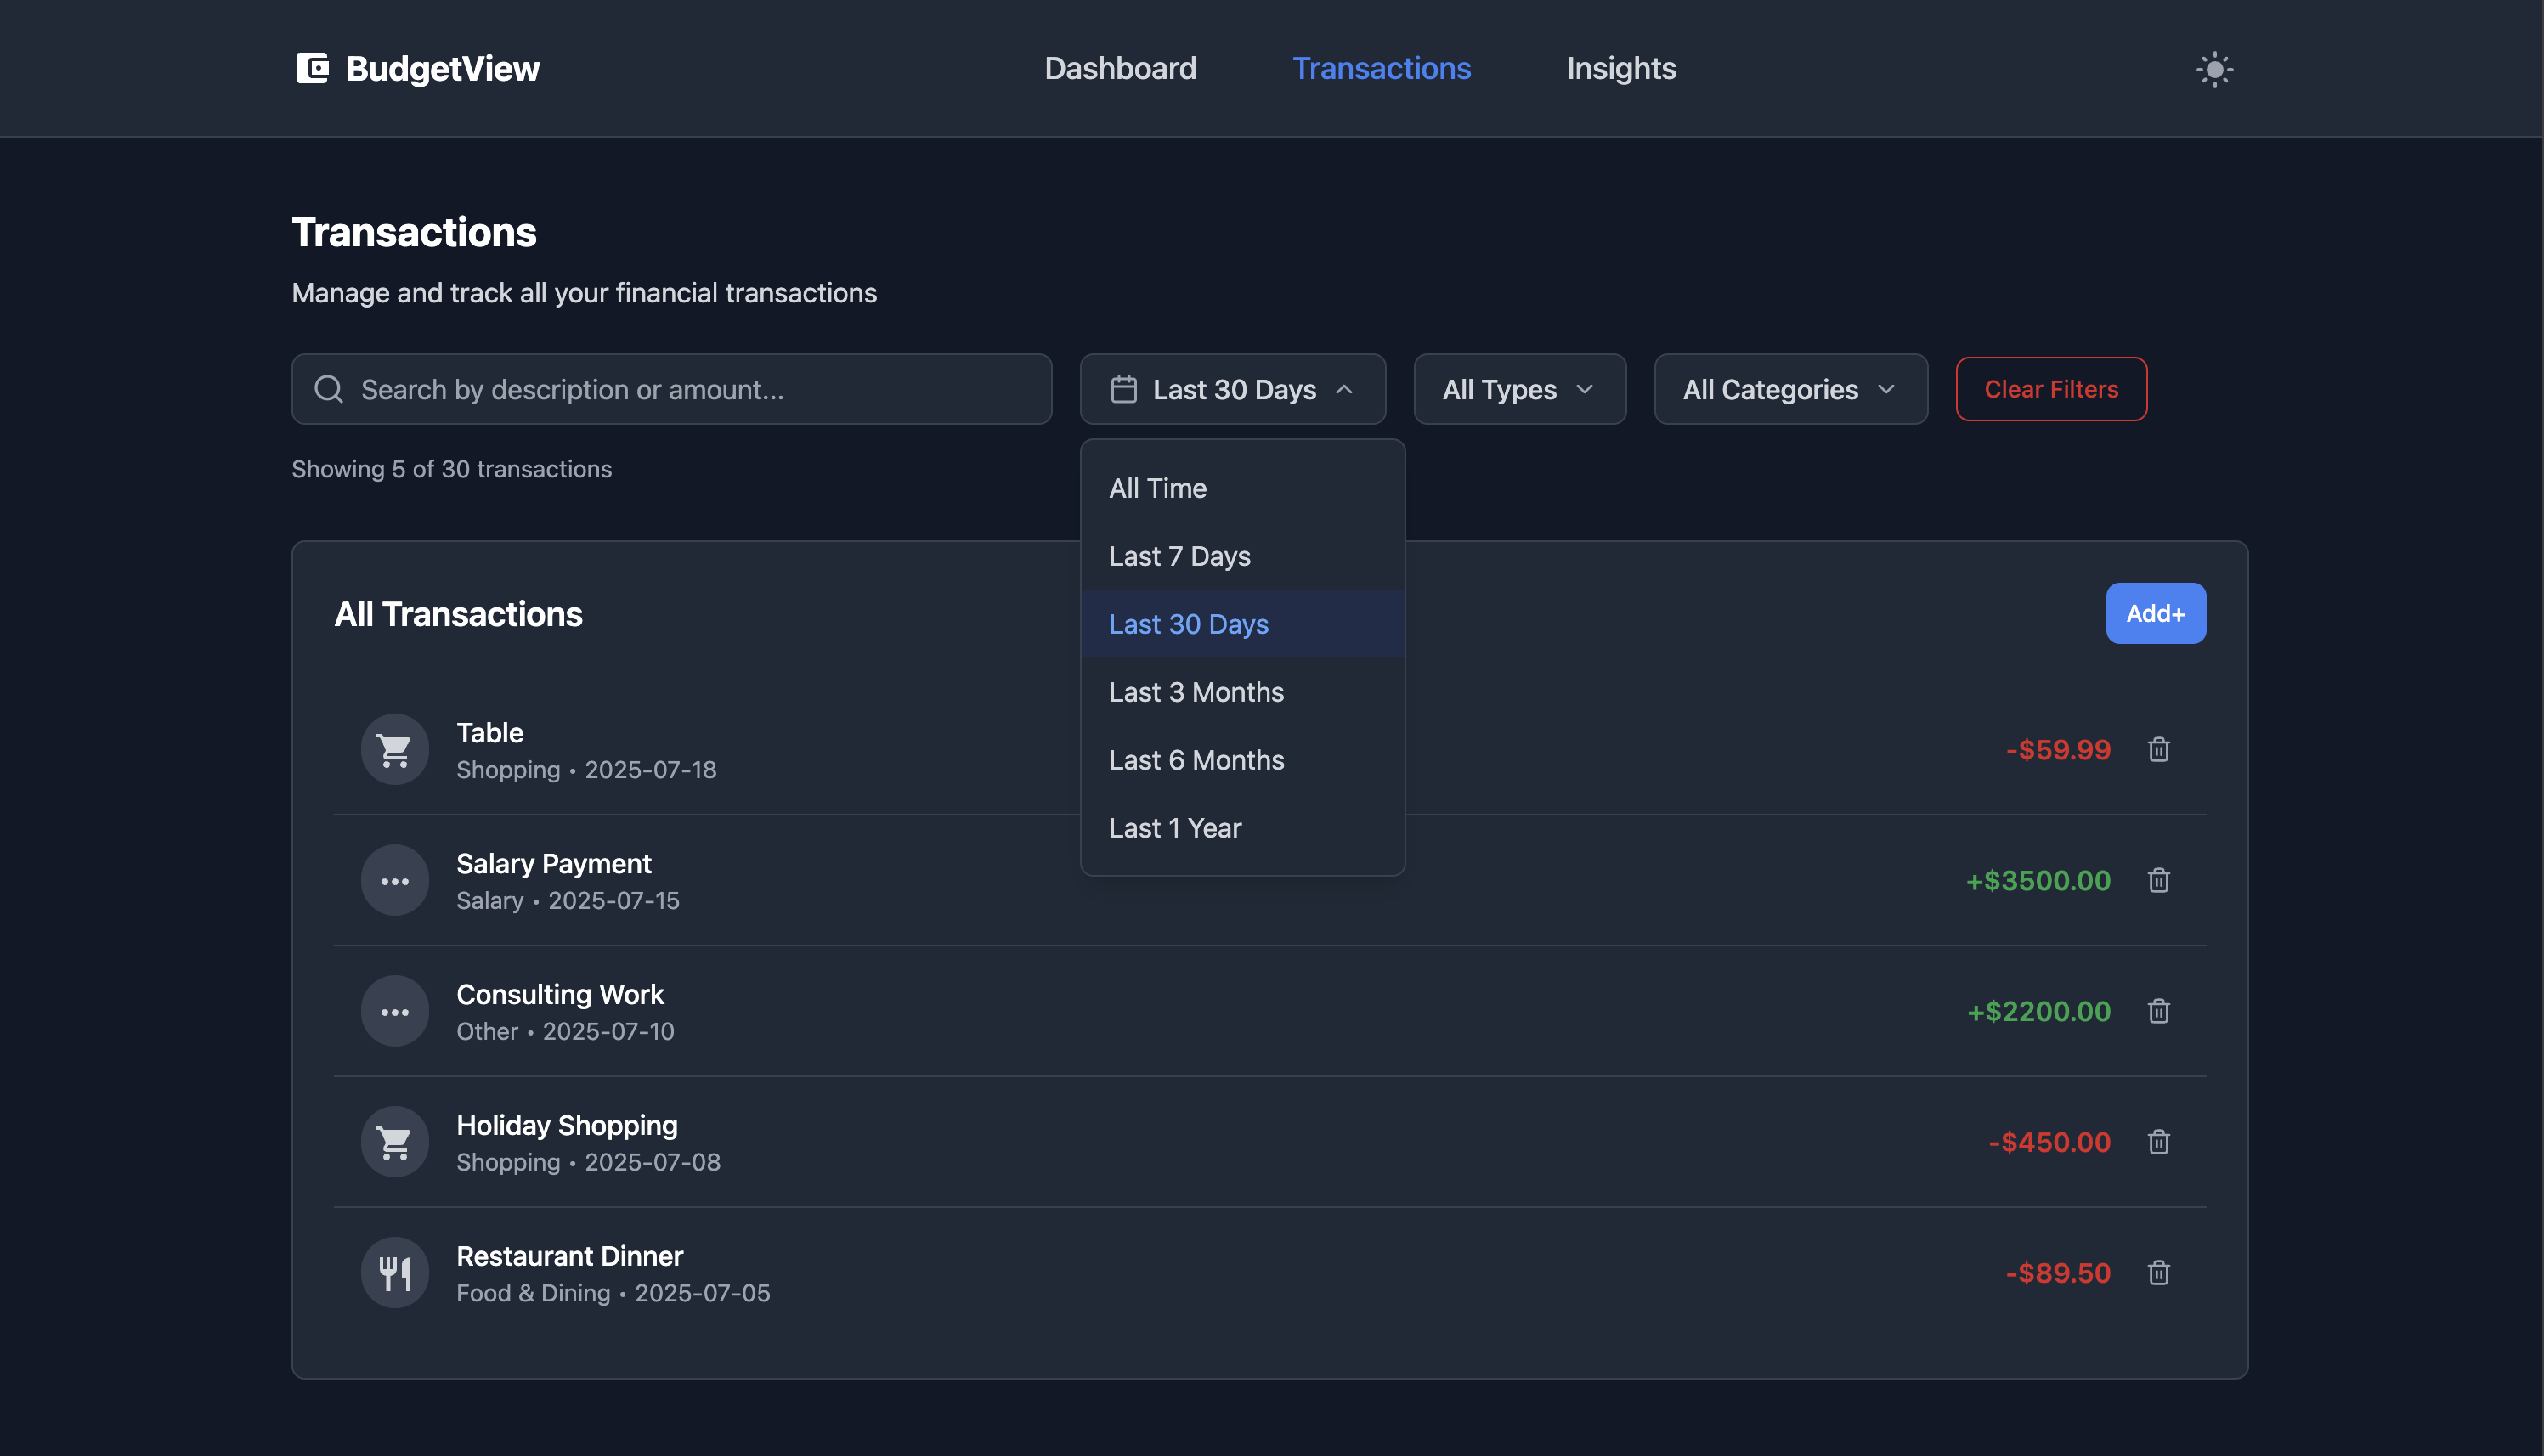 BudgetView
Dashboard
Transactions
Insights
Transactions
Manage and track all your financial transactions
Search by description or amount...
Last 30 Days
All Types
All Categories
Clear Filters
Showing 5 of 30 transactions
All Time
Last 7 Days
Last 30 Days
Last 3 Months
Last 6 Months
Last 1 Year
All Transactions
Add+
Table
Shopping • 2025-07-18
-$59.99
Salary Payment
Salary • 2025-07-15
+$3500.00
Consulting Work
Other • 2025-07-10
+$2200.00
Holiday Shopping
Shopping • 2025-07-08
-$450.00
Restaurant Dinner
Food & Dining • 2025-07-05
-$89.50